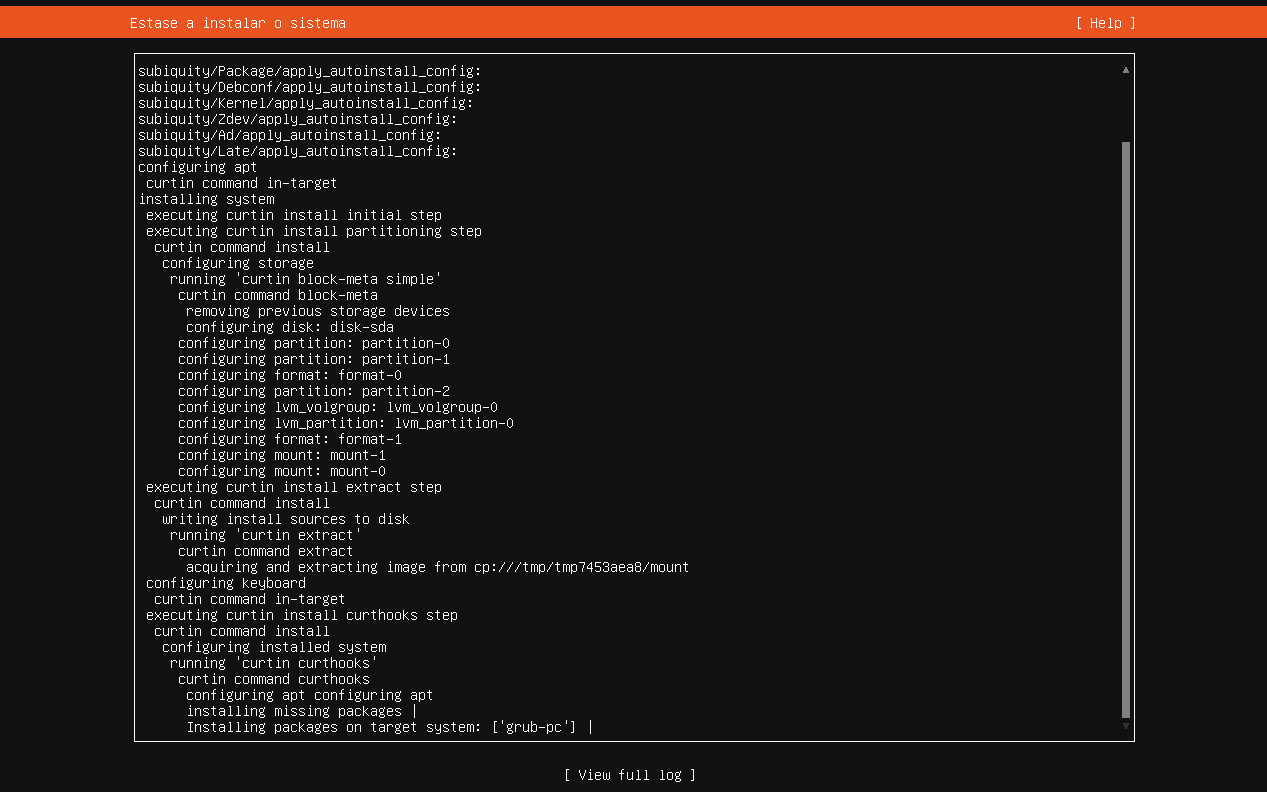 Estase a instalar o sistema
[ Help ]
subiquity/Package/apply_autoinstall_config:
subiquity/Debconf/apply_autoinstall_config:
subiquity/Kernel/apply_autoinstall_config:
subiquity/Zdev/apply_autoinstall_config:
subiquity/Ad/apply_autoinstall_config:
subiquity/Late/apply_autoinstall_config:
configuring apt
curtin command in-target
installing system
executing curtin install initial step
executing curtin install partitioning step
curtin command install
configuring storage
running 'curtin block-meta simple'
curtin command block-meta
removing previous storage devices
configuring disk: disk-sda
configuring partition: partition-0
configuring partition: partition-1
configuring format: format-0
configuring partition: partition-2
configuring lvm_volgroup: lvm_volgroup-0
configuring lvm_partition: lvm_partition-0
configuring format: format-1
configuring mount: mount-1
configuring mount: mount-0
executing curtin install extract step
curtin command install
writing install sources to disk
running 'curtin extract'
curtin command extract
acquiring and extracting image from cp:///tmp/tmp7453aea8/mount
configuring keyboard
curtin command in-target
executing curtin install curthooks step
curtin command install
configuring installed system
running 'curtin curthooks'
curtin command curthooks
configuring apt configuring apt
installing missing packages |
Installing packages on target system: ['grub-pc'] |
[ View full log ]